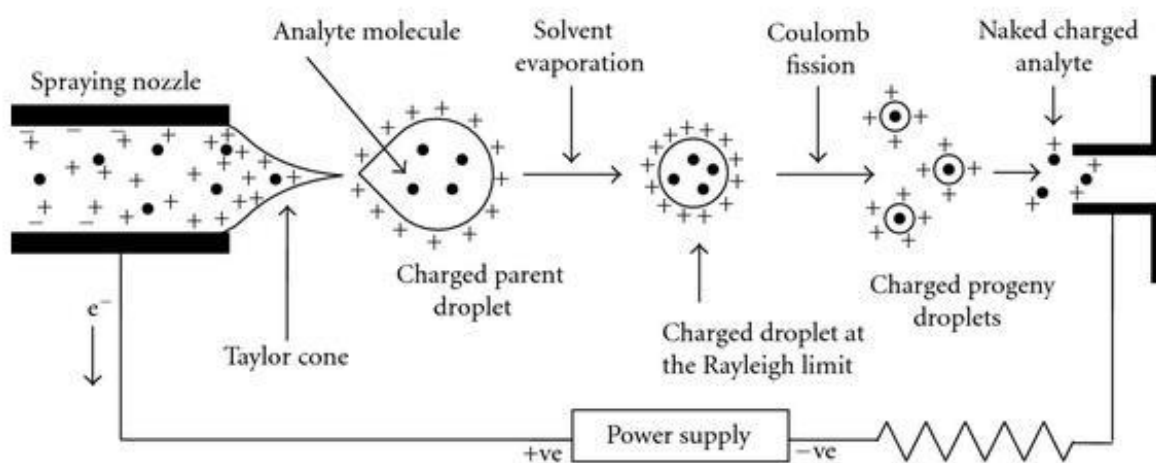 Analyte molecule
Solvent
evaporation
Coulomb
fission
Naked charged
analyte
Spraying nozzle
Charged parent
droplet
Charged progeny
droplets
e⁻
Taylor cone
Charged droplet at
the Rayleigh limit
+ve
Power supply
−ve